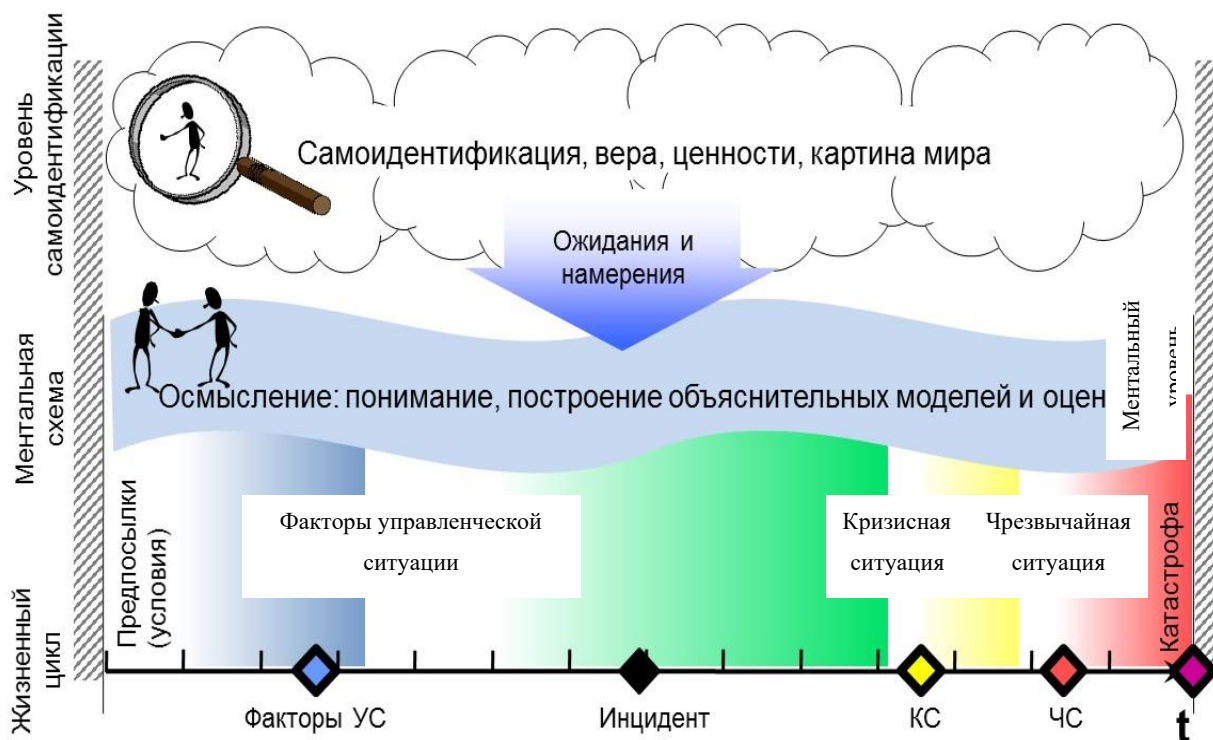 Уровень
самоидентификации
Самоидентификация, вера, ценности, картина мира
Ожидания и
намерения
Ментальная
схема
Осмысление: понимание, построение объяснительных моделей и оцен
Ментальный
уровень
Жизненный
цикл
Предпосылки
(условия)
Факторы управленческой
ситуации
Кризисная
ситуация
Чрезвычайная
ситуация
Катастрофа
Факторы УС
Инцидент
КС
ЧС
t